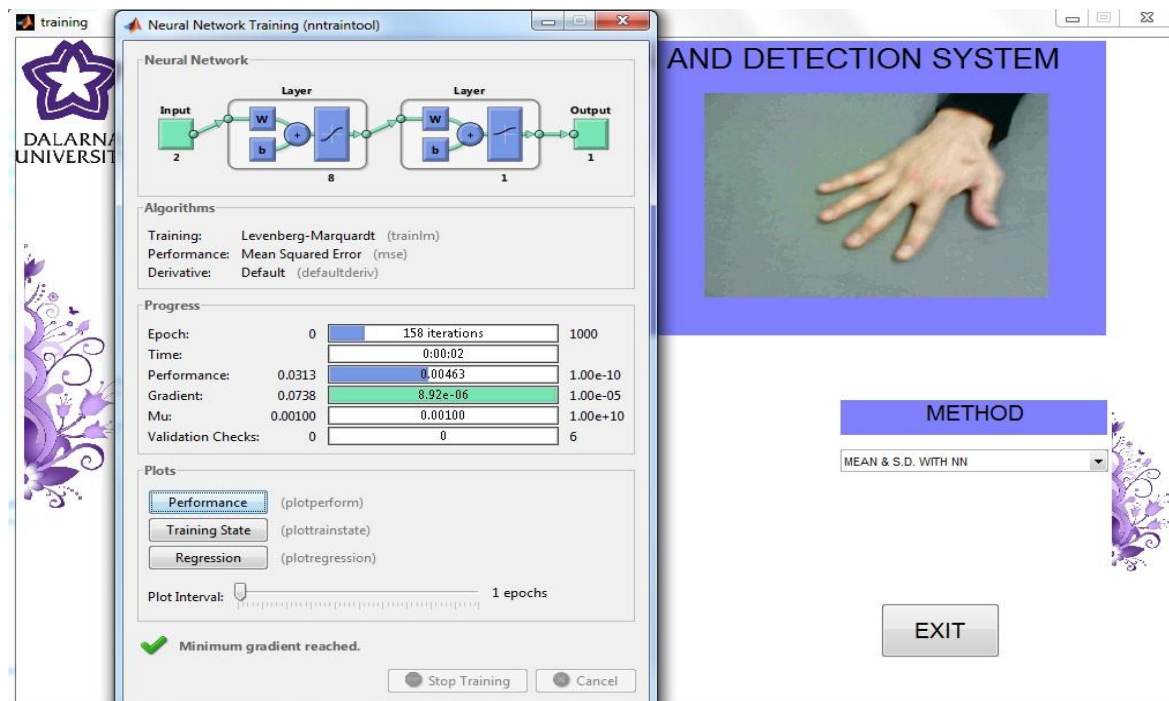 training
Neural Network Training (nntraintool)
DALARNA
UNIVERSIT
AND DETECTION SYSTEM
Neural Network
Layer Layer
Input Output
W W
+ +
b b
2 8 1 1
Algorithms
Training: Levenberg-Marquardt (trainlm)
Performance: Mean Squared Error (mse)
Derivative: Default (defaultderiv)
Progress
Epoch: 0 158 iterations 1000
Time: 0:00:02
Performance: 0.0313 0.00463 1.00e-10
Gradient: 0.0738 8.92e-06 1.00e-05
Mu: 0.00100 0.00100 1.00e+10
Validation Checks: 0 0 6
Plots
Performance (plotperform)
Training State (plottrainstate)
Regression (plotregression)
Plot Interval: 1 epochs
Minimum gradient reached.
Stop Training Cancel
METHOD
MEAN & S.D. WITH NN
EXIT